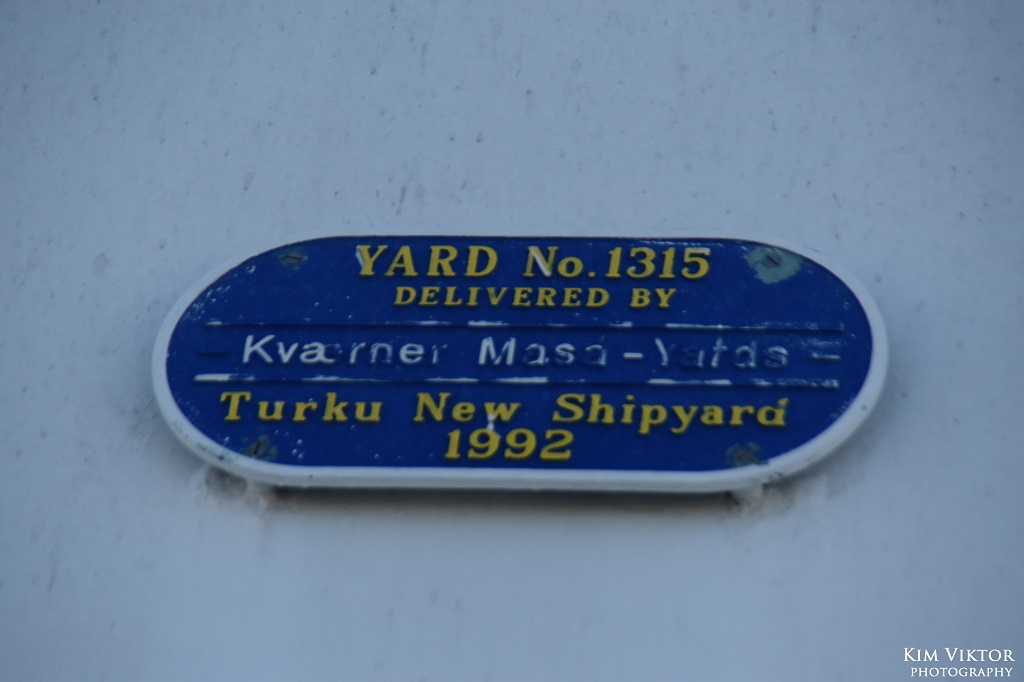 YARD No. 1315
DELIVERED BY
Kværner Masa-Yards
Turku New Shipyard
1992
KIM VIKTOR
PHOTOGRAPHY